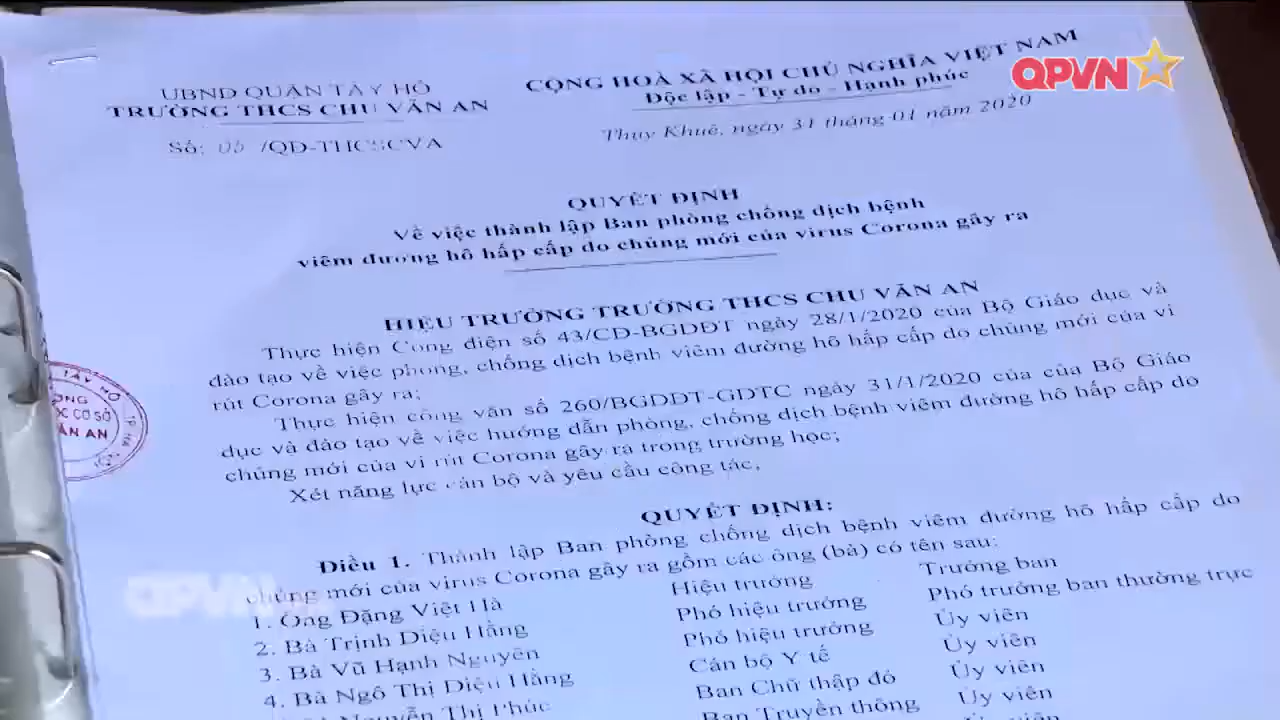 QPVN
UBND QUẬN TÂY HỒ
TRƯỜNG THCS CHU VĂN AN
Số: 05 /QĐ-THCSCVA
CỘNG HOÀ XÃ HỘI CHỦ NGHĨA VIỆT NAM
Độc lập - Tự do - Hạnh phúc
Thụy Khuê, ngày 31 tháng 01 năm 2020
QUYẾT ĐỊNH
Về việc thành lập Ban phòng chống dịch bệnh
viêm đường hô hấp cấp do chủng mới của virus Corona gây ra
HIỆU TRƯỞNG TRƯỜNG THCS CHU VĂN AN
Thực hiện Công điện số 43/CĐ-BGDĐT ngày 28/1/2020 của Bộ Giáo dục và
đào tạo về việc phòng, chống dịch bệnh viêm đường hô hấp cấp do chủng mới của vi
rút Corona gây ra;
Thực hiện công văn số 260/BGDĐT-GDTC ngày 31/1/2020 của của Bộ Giáo
dục và đào tạo về việc hướng dẫn phòng, chống dịch bệnh viêm đường hô hấp cấp do
chủng mới của vi rút Corona gây ra trong trường học;
Xét năng lực cán bộ và yêu cầu công tác,
QUYẾT ĐỊNH:
Điều 1. Thành lập Ban phòng chống dịch bệnh viêm đường hô hấp cấp do
chủng mới của virus Corona gây ra gồm các ông (bà) có tên sau:
1. Ông Đặng Việt Hà Hiệu trưởng Trưởng ban
2. Bà Trịnh Diệu Hằng Phó hiệu trưởng Phó trưởng ban thường trực
3. Bà Vũ Hạnh Nguyên Phó hiệu trưởng Ủy viên
4. Bà Ngô Thị Diệu Hằng Cán bộ Y tế Ủy viên
Nguyễn Thị Phúc Ban Chữ thập đỏ Ủy viên
Ban Truyền thông Ủy viên
Ủy viên
TÂY HỒ
CƠ SỞ
VĂN AN
QPVN